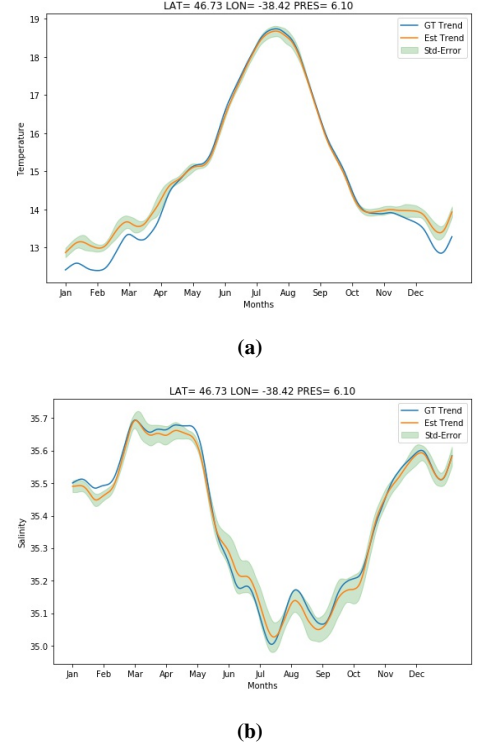 LAT= 46.73 LON= -38.42 PRES= 6.10
19
18
17
16
15
14
13
Temperature
GT Trend
Est Trend
Std-Error
Jan Feb Mar Apr May Jun Jul Aug Sep Oct Nov Dec
Months
(a)
LAT= 46.73 LON= -38.42 PRES= 6.10
35.7
35.6
35.5
35.4
35.3
35.2
35.1
35.0
Salinity
GT Trend
Est Trend
Std-Error
Jan Feb Mar Apr May Jun Jul Aug Sep Oct Nov Dec
Months
(b)